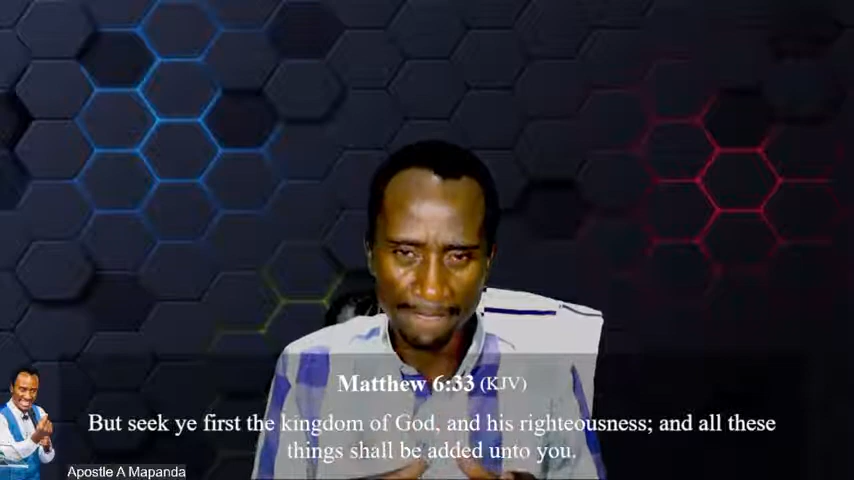 Matthew 6:33 (KJV)
But seek ye first the kingdom of God, and his righteousness; and all these
things shall be added unto you.
Apostle A Mapanda